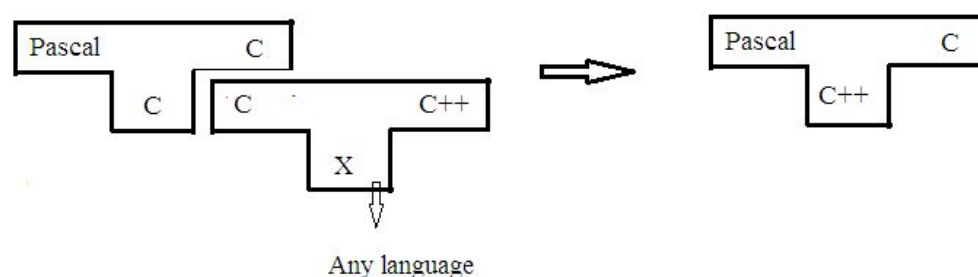 Pascal C
C
C C++
X
Any language
Pascal C
C++